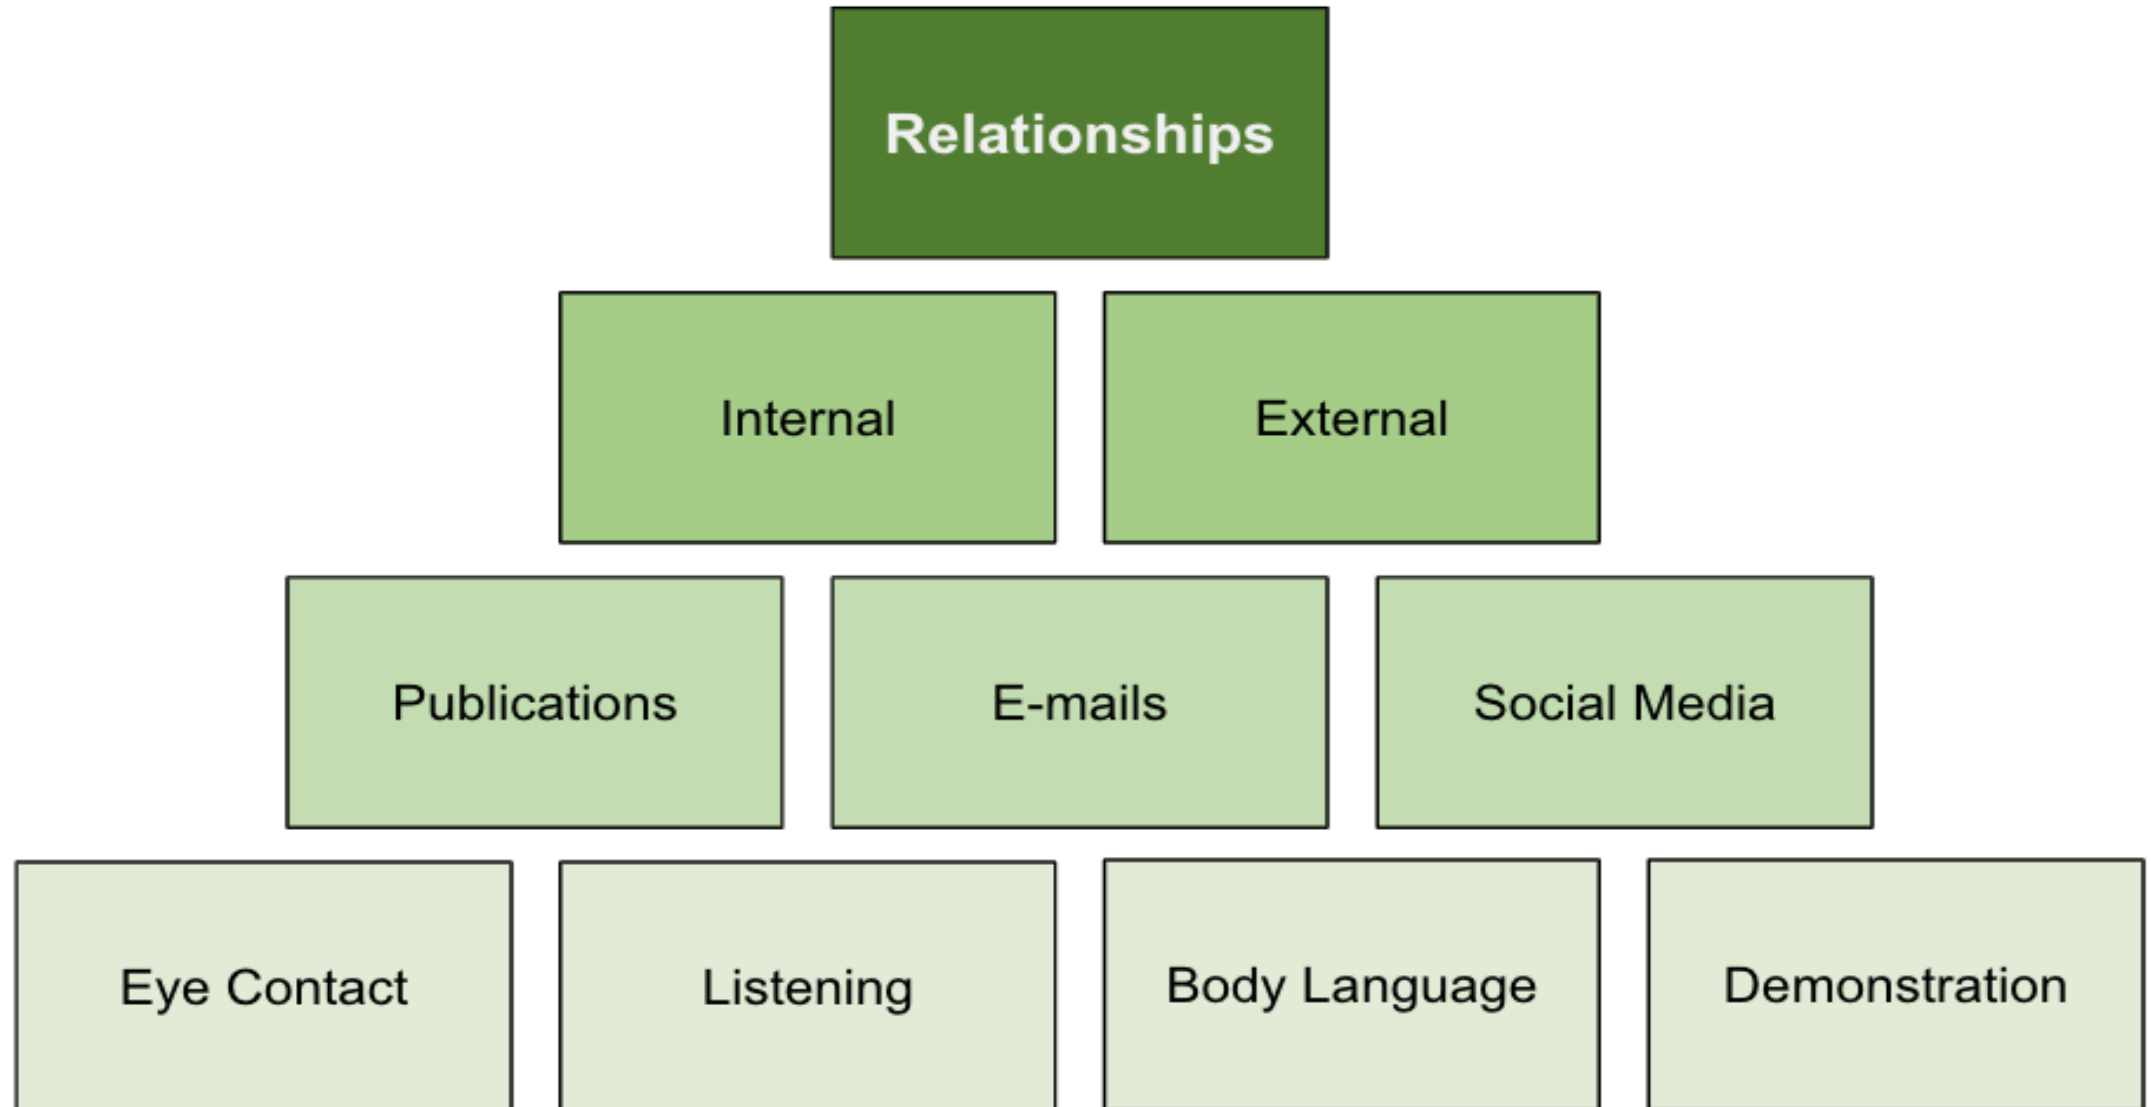 Relationships
Internal
External
Publications
E-mails
Social Media
Eye Contact
Listening
Body Language
Demonstration